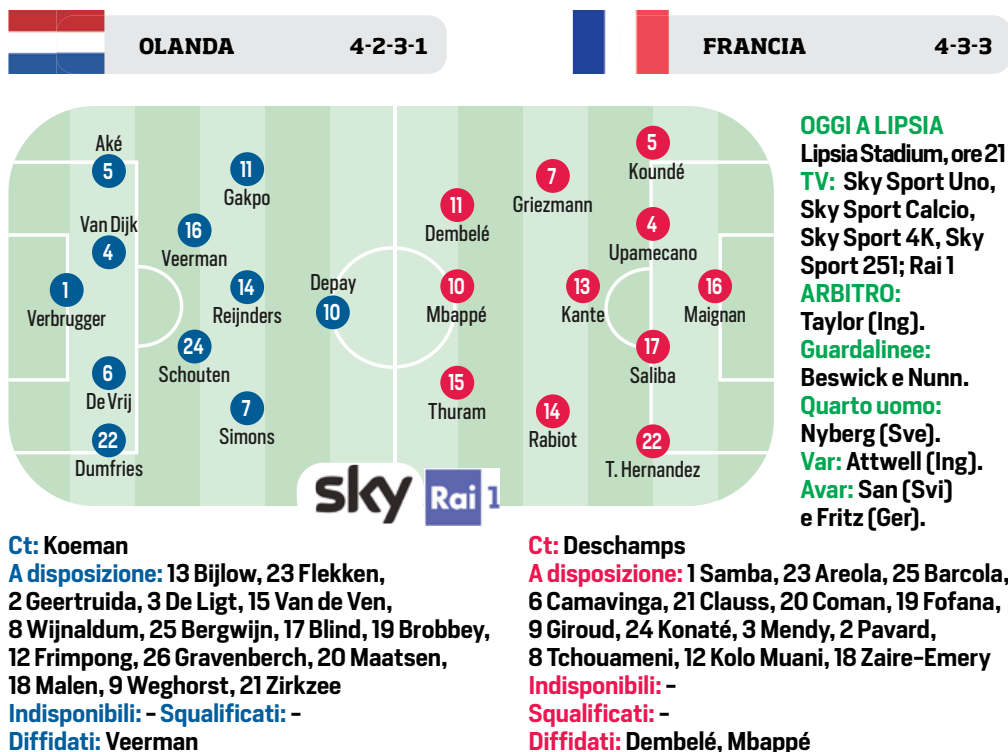 OLANDA 4-2-3-1
FRANCIA 4-3-3
Aké
5
Van Dijk
4
1
Verbrugger
6
De Vrij
22
Dumfries
11
Gakpo
16
Veerman
14
Reijnders
24
Schouten
7
Simons
Depay
10
11
Dembelé
10
Mbappé
15
Thuram
7
Griezmann
13
Kante
14
Rabiot
5
Koundé
4
Upamecano
17
Saliba
22
T. Hernandez
16
Maignan
sky Rai 1
OGGI A LIPSIA
Lipsia Stadium, ore 21
TV: Sky Sport Uno,
Sky Sport Calcio,
Sky Sport 4K, Sky
Sport 251; Rai 1
ARBITRO:
Taylor (Ing).
Guardalinee:
Beswick e Nunn.
Quarto uomo:
Nyberg (Sve).
Var: Attwell (Ing).
Avar: San (Svi)
e Fritz (Ger).
Ct: Koeman
A disposizione: 13 Bijlow, 23 Flekken,
2 Geertruida, 3 De Ligt, 15 Van de Ven,
8 Wijnaldum, 25 Bergwijn, 17 Blind, 19 Brobbey,
12 Frimpong, 26 Gravenberch, 20 Maatsen,
18 Malen, 9 Weghorst, 21 Zirkzee
Indisponibili: - Squalificati: -
Diffidati: Veerman
Ct: Deschamps
A disposizione: 1 Samba, 23 Areola, 25 Barcola,
6 Camavinga, 21 Clauss, 20 Coman, 19 Fofana,
9 Giroud, 24 Konaté, 3 Mendy, 2 Pavard,
8 Tchouameni, 12 Kolo Muani, 18 Zaire-Emery
Indisponibili: -
Squalificati: -
Diffidati: Dembelé, Mbappé